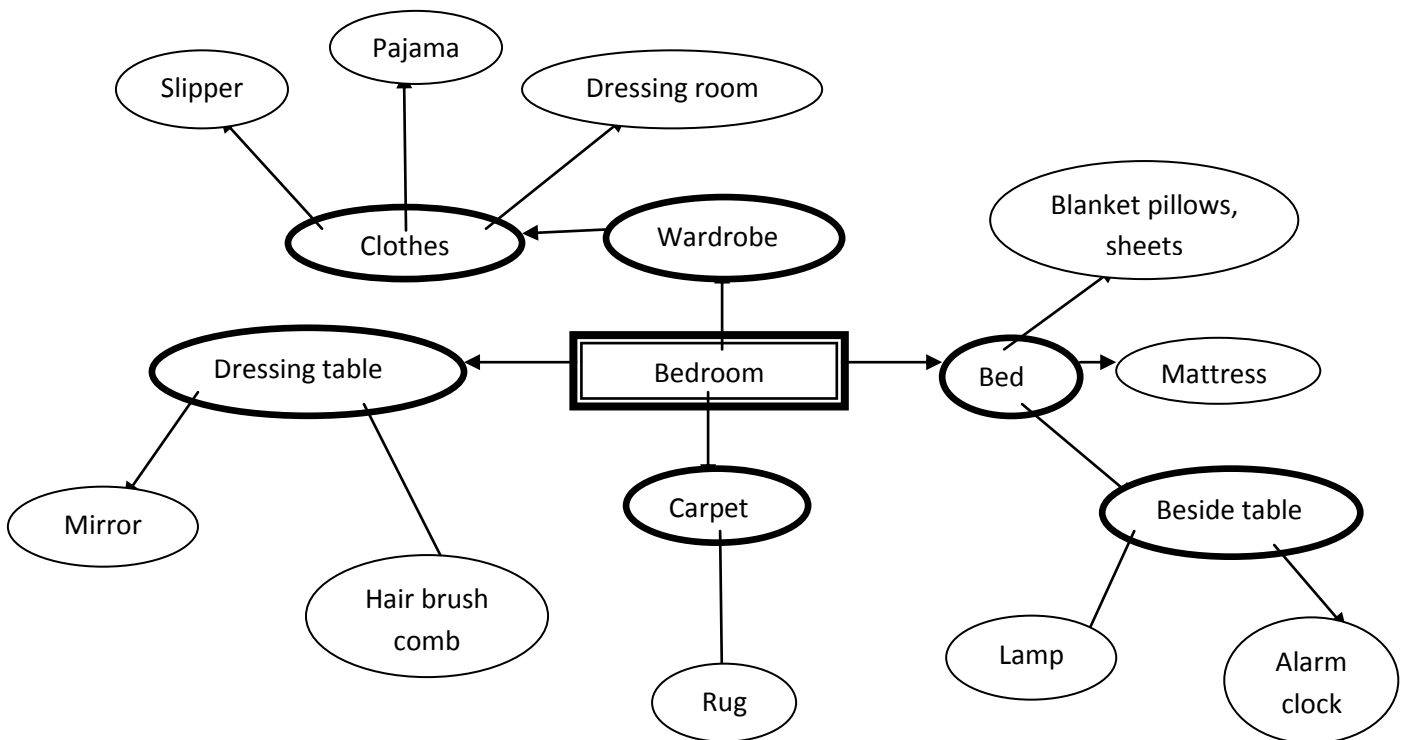 Pajama
Slipper
Dressing room
Blanket pillows,
sheets
Clothes
Wardrobe
Dressing table
Bedroom
Bed
Mattress
Mirror
Carpet
Beside table
Hair brush
comb
Lamp
Alarm
clock
Rug